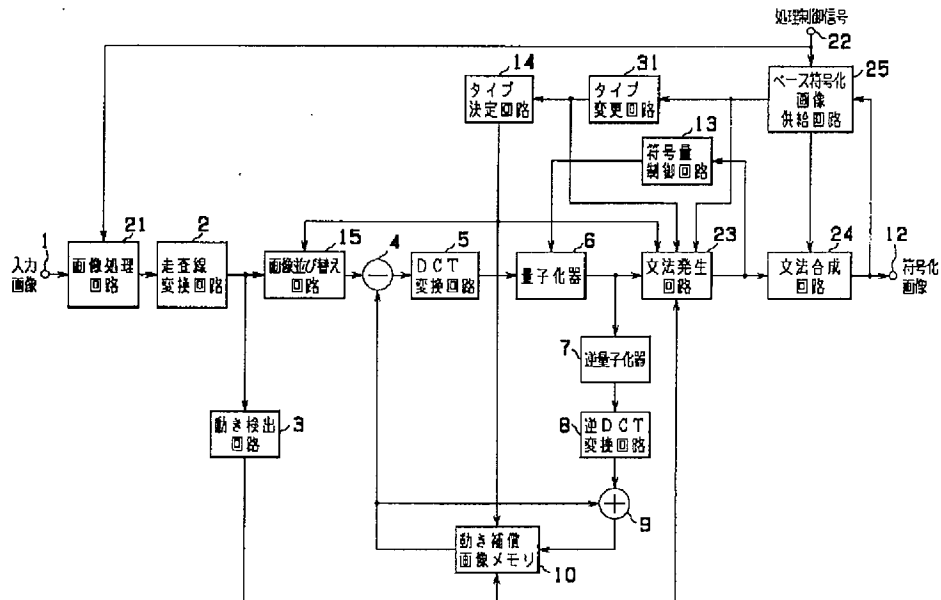 処理制御信号
22
14
31
25
タイプ
決定回路
タイプ
変更回路
ベース符号化
画像
供給回路
13
符号量
制御回路
1
21
2
15
4
5
6
23
24
12
入力
画像
画像処理
回路
走査線
変換回路
画像並び替え
回路
−
DCT
変換回路
量子化器
文法発生
回路
文法合成
回路
符号化
画像
7
逆量子化器
動き検出
回路
3
8
逆DCT
変換回路
+
9
動き補償
画像メモリ
10